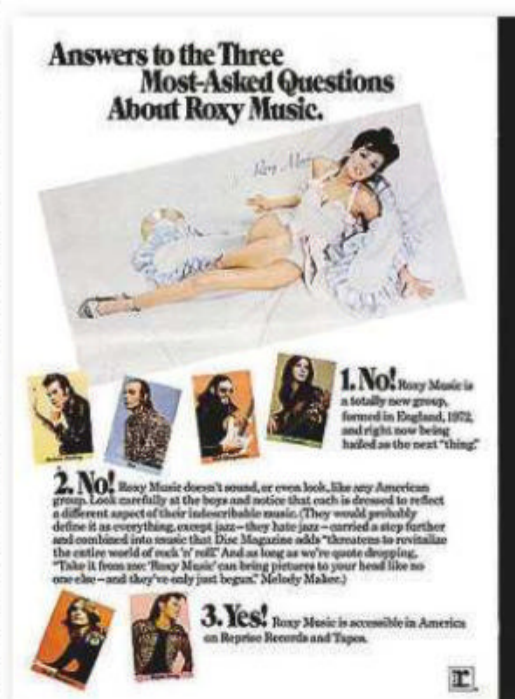 Answers to the Three
Most-Asked Questions
About Roxy Music.
Roxy Music
1. No! Roxy Music is
a totally new group,
formed in England, 1972,
and right now being
hailed as the next "thing."
2. No! Roxy Music doesn't sound, or even look, like any American
group. Look carefully at the boys and notice that each is dressed to reflect
a different aspect of their indescribable music. (They would probably
define it as everything, except jazz—they hate jazz—carried a step further
and combined into music that Disc Magazine adds "threatens to revitalize
the entire world of rock 'n' roll." And as long as we're quote dropping,
"Take it from me: 'Roxy Music' can bring pictures to your head like no
one else—and they've only just begun." Melody Maker.)
3. Yes! Roxy Music is accessible in America
on Reprise Records and Tapes.
r